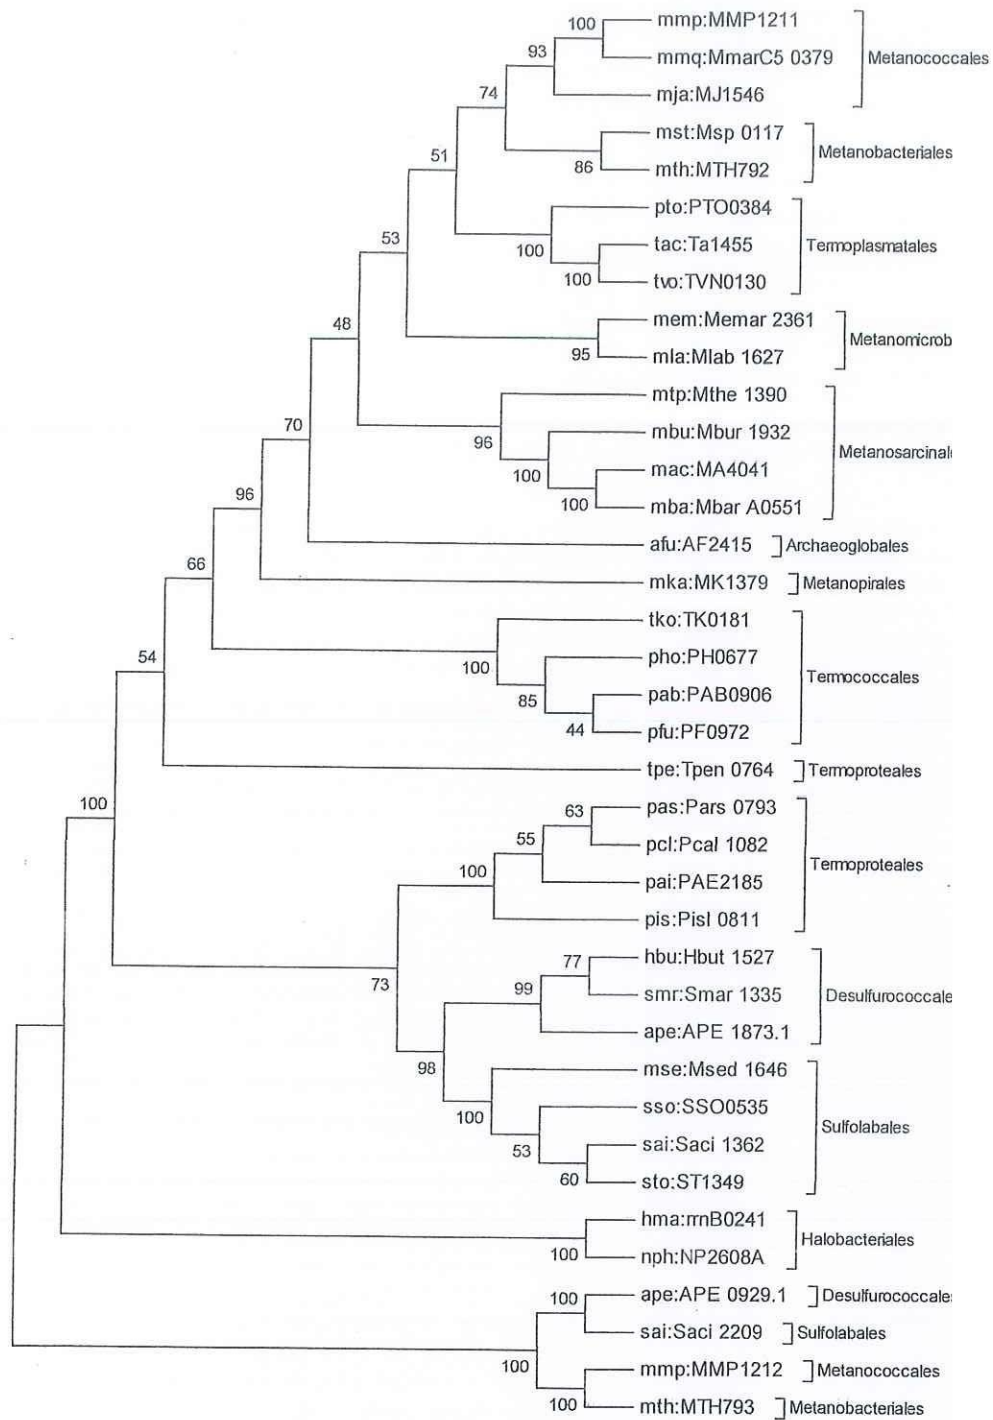 100 mmp:MMP1211
93 mmq:MmarC5 0379 Metanococcales
74 mja:MJ1546
mst:Msp 0117 Metanobacteriales
51 86 mth:MTH792
pto:PTO0384
53 100 tac:Ta1455 Termoplasmatales
100 tvo:TVN0130
48 mem:Memar 2361 Metanomicrob
95 mla:Mlab 1627
mtp:Mthe 1390
70 96 mbu:Mbur 1932 Metanosarcinal
100 mac:MA4041
96 100 mba:Mbar A0551
afu:AF2415 Archaeoglobales
66 mka:MK1379 Metanopirales
tko:TK0181
54 100 pho:PH0677 Termococcales
85 pab:PAB0906
44 pfu:PF0972
tpe:Tpen 0764 Termoproteales
100 63 pas:Pars 0793
55 pcl:Pcal 1082 Termoproteales
100 pai:PAE2185
pis:Pisl 0811
77 hbu:Hbut 1527
73 99 smr:Smar 1335 Desulfurococcale
ape:APE 1873.1
98 mse:Msed 1646
100 sso:SSO0535 Sulfolabales
53 sai:Saci 1362
60 sto:ST1349
hma:rrnB0241 Halobacteriales
100 nph:NP2608A
100 ape:APE 0929.1 Desulfurococcale
sai:Saci 2209 Sulfolabales
100 mmp:MMP1212 Metanococcales
100 mth:MTH793 Metanobacteriales